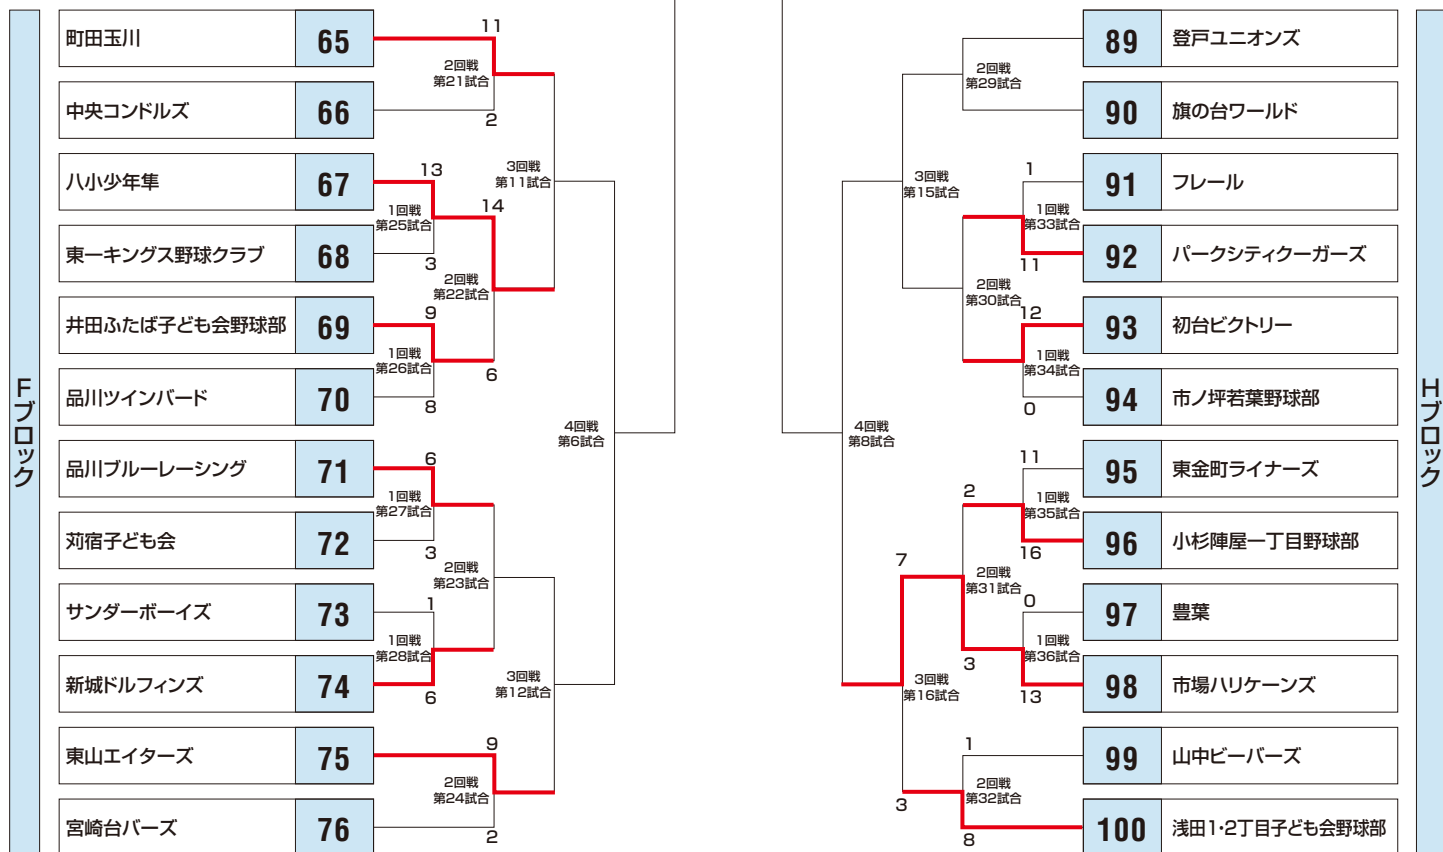 Fブロック
町田玉川 65
中央コンドルズ 66
八小少年隼 67
東一キングス野球クラブ 68
井田ふたば子ども会野球部 69
品川ツインバード 70
品川ブルーレーシング 71
苅宿子ども会 72
サンダーボーイズ 73
新城ドルフィンズ 74
東山エイターズ 75
宮崎台バーズ 76
11
2回戦
第21試合
2
13
1回戦
第25試合
3
14
2回戦
第22試合
6
9
1回戦
第26試合
8
3回戦
第11試合
6
1回戦
第27試合
3
2回戦
第23試合
1
1回戦
第28試合
6
3回戦
第12試合
9
2回戦
第24試合
2
4回戦
第6試合
2回戦
第29試合
3回戦
第15試合
1
1回戦
第33試合
11
2回戦
第30試合
12
1回戦
第34試合
0
4回戦
第8試合
11
1回戦
第35試合
16
2
2回戦
第31試合
3
0
1回戦
第36試合
13
7
3回戦
第16試合
3
1
2回戦
第32試合
8
89 登戸ユニオンズ
90 旗の台ワールド
91 フレール
92 パークシティクーガーズ
93 初台ビクトリー
94 市ノ坪若葉野球部
95 東金町ライナーズ
96 小杉陣屋一丁目野球部
97 豊葉
98 市場ハリケーンズ
99 山中ビーバーズ
100 浅田1・2丁目子ども会野球部
Hブロック